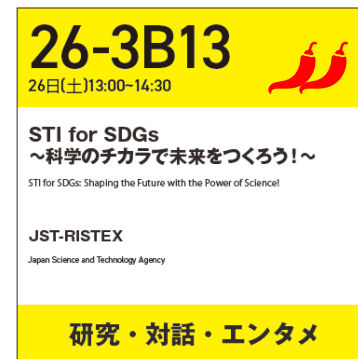 26-3B13
26日(土)13:00~14:30
STI for SDGs
～科学のチカラで未来をつくろう！～
STI for SDGs: Shaping the Future with the Power of Science!
JST-RISTEX
Japan Science and Technology Agency
研究・対話・エンタメ